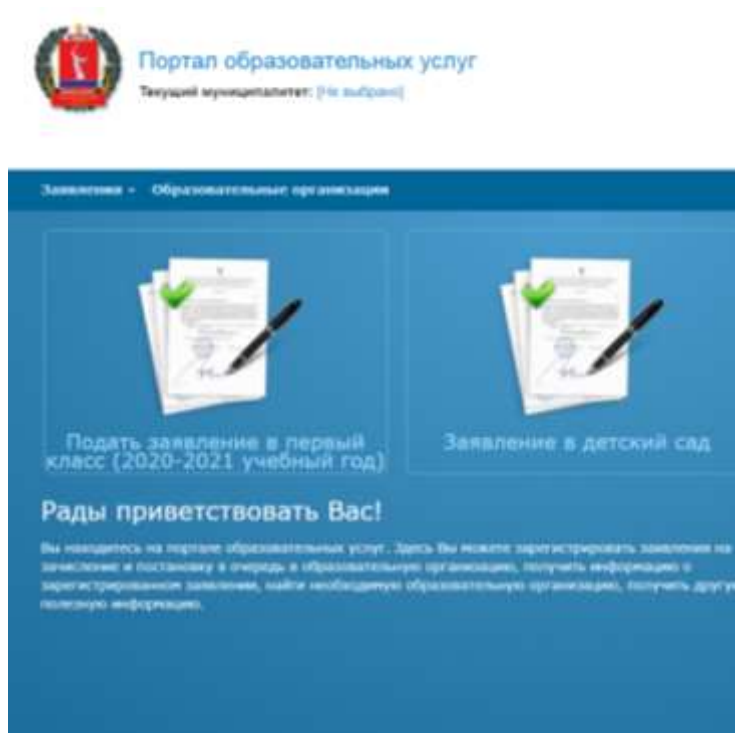 Портал образовательных услуг
Текущий муниципалитет: [Не выбрано]
Заявления Образовательные организации
Подать заявление в первый
класс (2020-2021 учебный год)
Заявление в детский сад
Рады приветствовать Вас!
Вы находитесь на портале образовательных услуг. Здесь Вы можете зарегистрировать заявления на
зачисление и постановку в очередь в образовательную организацию, получить информацию о
зарегистрированном заявлении, найти необходимую образовательную организацию, получить другую
полезную информацию.